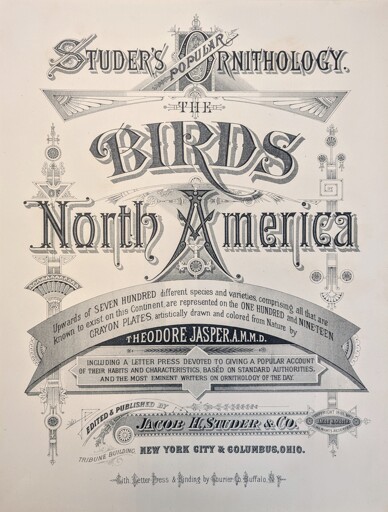 STUDER'S POPULAR ORNITHOLOGY.
THE
BIRDS
North America
Upwards of SEVEN HUNDRED different species and varieties, comprising all that are
known to exist on this Continent, are represented on the ONE HUNDRED and NINETEEN
CRAYON PLATES, artistically drawn and colored from Nature by
THEODORE JASPER, A.M.M.D.
INCLUDING A LETTER PRESS DEVOTED TO GIVING A POPULAR ACCOUNT
OF THEIR HABITS AND CHARACTERISTICS, BASED ON STANDARD AUTHORITIES,
AND THE MOST EMINENT WRITERS ON ORNITHOLOGY OF THE DAY.
EDITED & PUBLISHED BY
JACOB H. STUDER & CO.
TRIBUNE BUILDING,
NEW YORK CITY & COLUMBUS, OHIO.
Lith. Letter Press & Binding by Courier Co. Buffalo, N.Y.